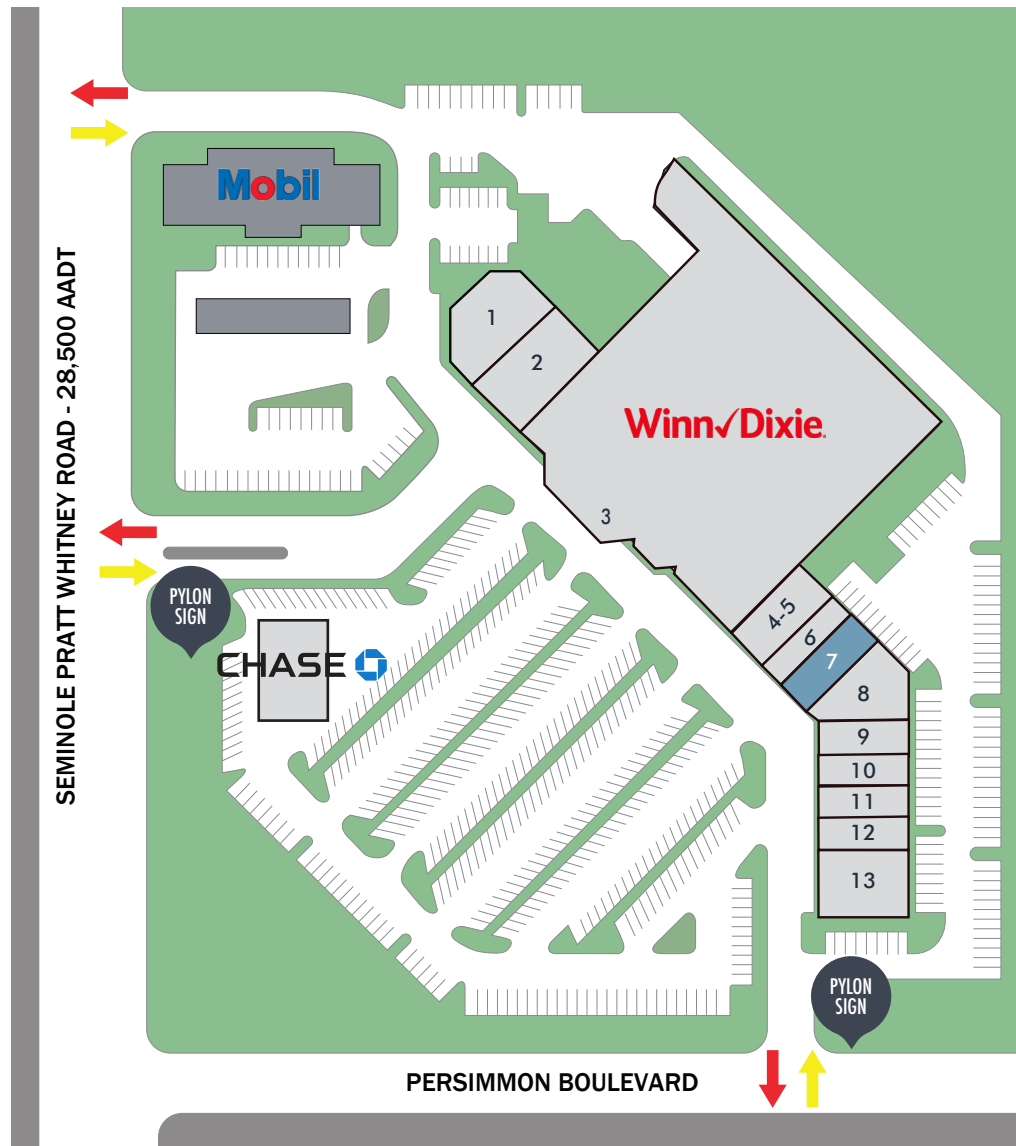 Mobil
SEMINOLE PRATT WHITNEY ROAD - 28,500 AADT
1
2
Winn✓Dixie.
3
PYLON
SIGN
CHASE
4-5
6
7
8
9
10
11
12
13
PYLON
SIGN
PERSIMMON BOULEVARD